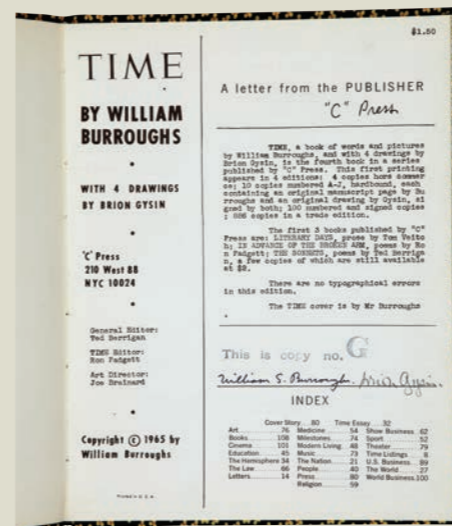 $1.50
TIME
BY WILLIAM
BURROUGHS
WITH 4 DRAWINGS
BY BRION GYSIN
"C" Press
210 West 88
NYC 10024
General Editor:
Ted Berrigan
TIME Editor:
Ron Padgett
Art Director:
Joe Brainard
Copyright © 1965 by
William Burroughs
Printed in U.S.A.
A letter from the PUBLISHER
"C" Press
TIME, a book of words and pictures
by William Burroughs, and with 4 drawings by
Brion Gysin, is the fourth book in a series
published by "C" Press. This first printing
appears in 4 editions: 4 copies hors commer
ce; 10 copies numbered A-J, hardbound, each
containing an original manuscript page by Bu
rroughs and an original drawing by Gysin, si
gned by both; 100 numbered and signed copies
; 886 copies in a trade edition.
The first 3 books published by "C"
Press are: LITERARY DAYS, prose by Tom Veitc
h; IN ADVANCE OF THE BROKEN ARM, poems by Ro
n Padgett; THE SONNETS, poems by Ted Berriga
n, a few copies of which are still available
at $2.
There are no typographical errors
in this edition.
The TIME cover is by Mr Burroughs
This is copy no. G
William S. Burroughs Brion Gysin
INDEX
Cover Story 80 Time Essay 32
Art 76 Medicine 54 Show Business 62
Books 108 Milestones 74 Sport 52
Cinema 101 Modern Living 48 Theater 79
Education 45 Music 73 Time Listings 8
The Hemisphere 34 The Nation 21 U.S. Business 89
The Law 66 People 40 The World 27
Letters 14 Press 80 World Business 100
Religion 59